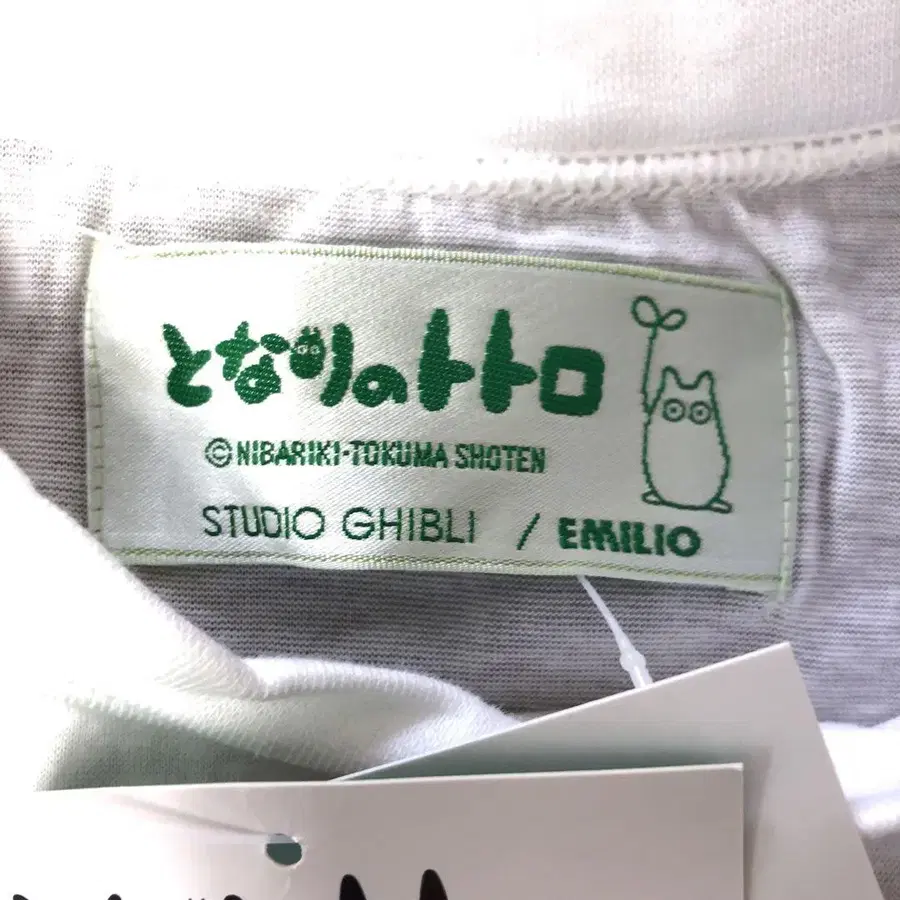 となりのトトロ
©NIBARIKI・TOKUMA SHOTEN
STUDIO GHIBLI / EMILIO